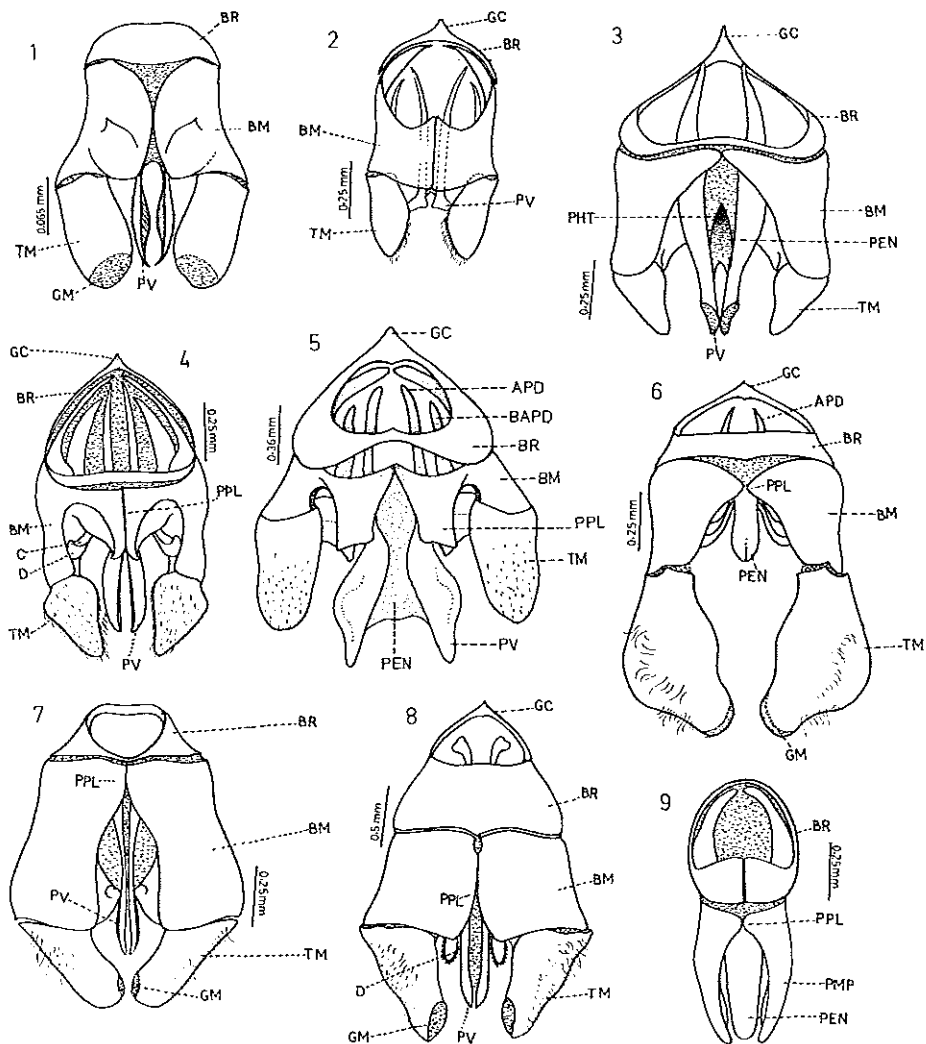 1
BR
BM
0.065 mm
TM
GM
PV
2
GC
BR
BM
0.25 mm
PV
TM
3
GC
BR
PHT
BM
PEN
0.25 mm
TM
PV
4
GC
BR
0.25 mm
PPL
BM
C
D
TM
PV
5
GC
APD
BAPD
0.36 mm
BR
BM
PPL
TM
PEN
PV
6
GC
APD
BR
PPL
0.25 mm
BM
PEN
TM
GM
7
BR
PPL
BM
PV
0.25 mm
TM
GM
8
GC
BR
0.5 mm
BM
PPL
D
TM
GM
PV
9
BR
0.25 mm
PPL
PMP
PEN